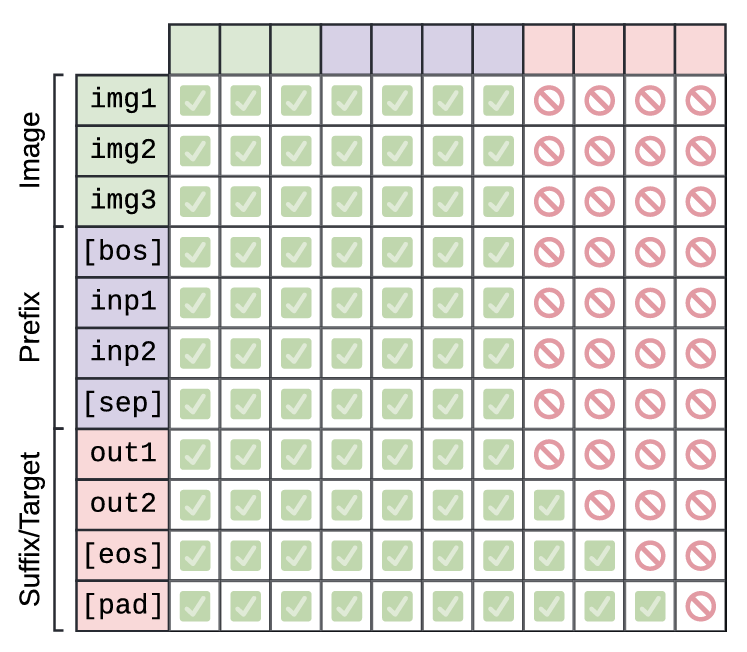 Image
img1
img2
img3
Prefix
[bos]
inp1
inp2
[sep]
Suffix/Target
out1
out2
[eos]
[pad]